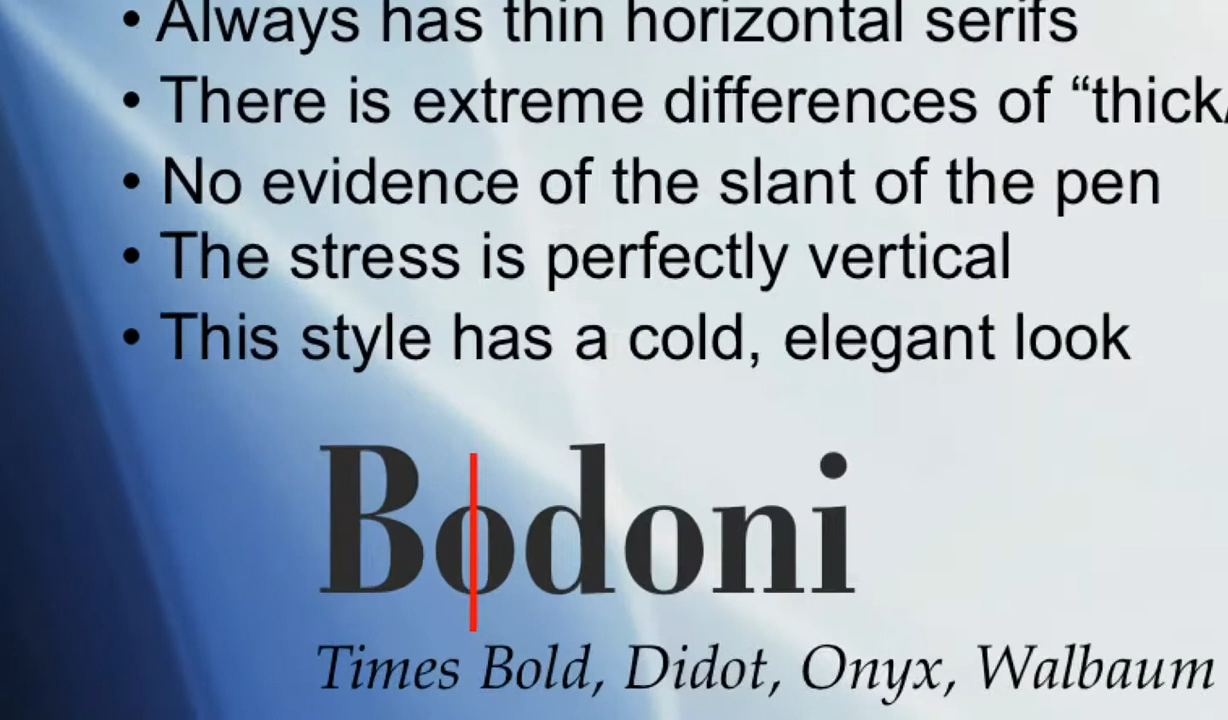 • Always has thin horizontal serifs
• There is extreme differences of “thick/
• No evidence of the slant of the pen
• The stress is perfectly vertical
• This style has a cold, elegant look
Bodoni
Times Bold, Didot, Onyx, Walbaum